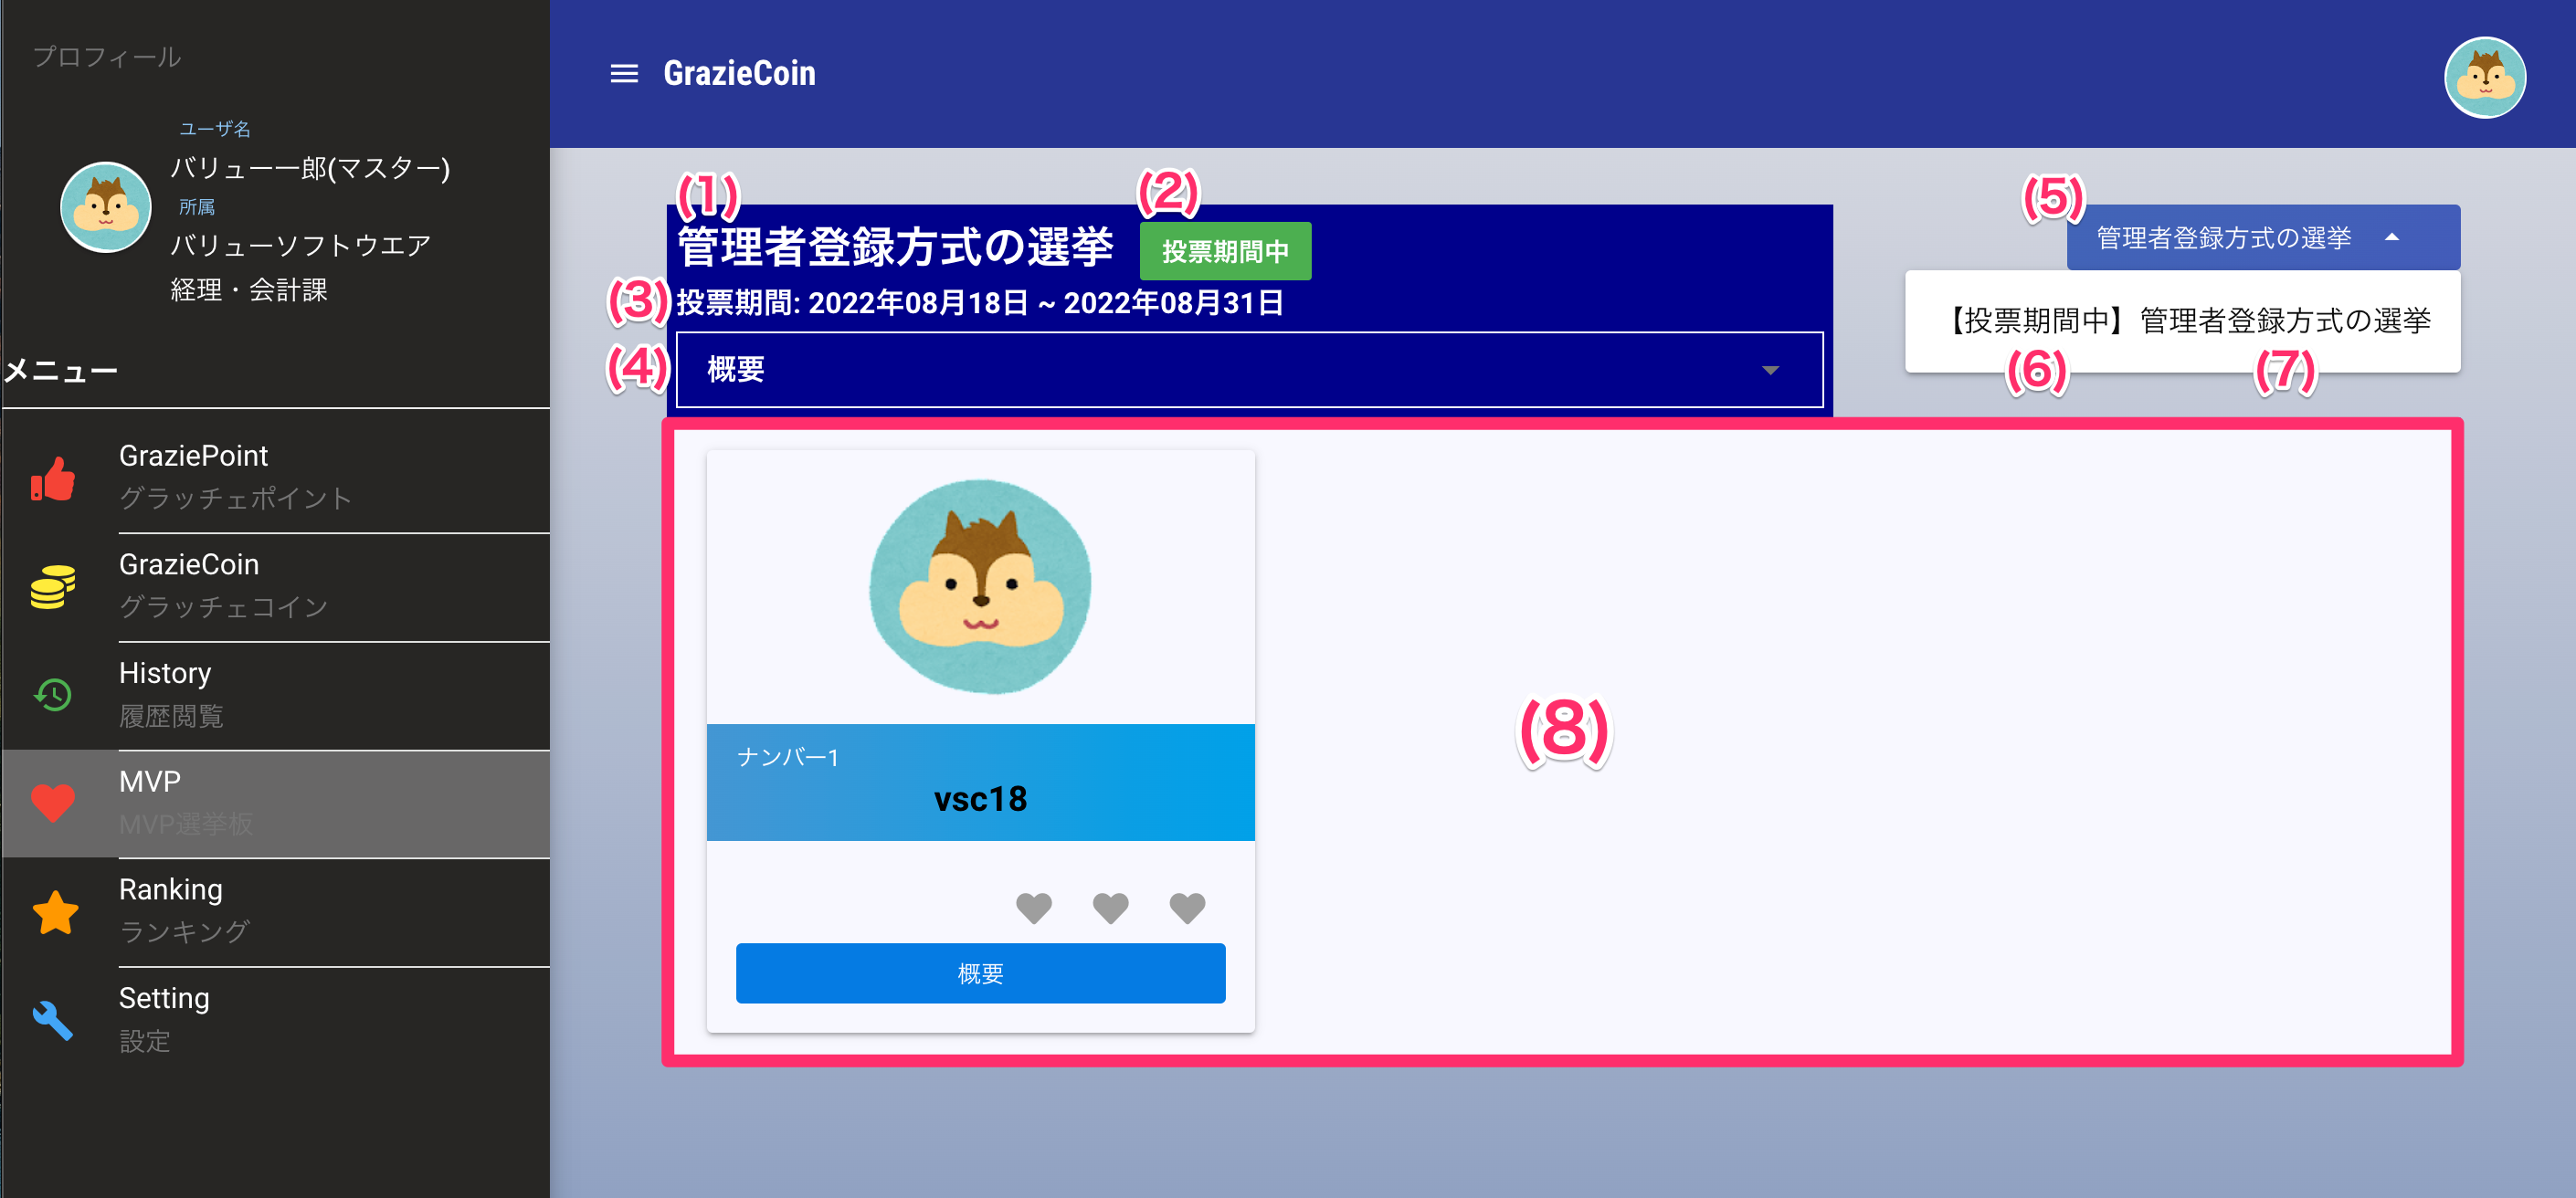 プロフィール
ユーザ名
バリュー一郎(マスター)
所属
バリューソフトウエア
経理・会計課
メニュー
GraziePoint
グラッチェポイント
GrazieCoin
グラッチェコイン
History
履歴閲覧
MVP
MVP選挙板
Ranking
ランキング
Setting
設定
GrazieCoin
(1)
(2)
管理者登録方式の選挙
投票期間中
(3)
投票期間: 2022年08月18日 ~ 2022年08月31日
(4)
概要
(5)
管理者登録方式の選挙
【投票期間中】管理者登録方式の選挙
(6)
(7)
(8)
ナンバー1
vsc18
概要